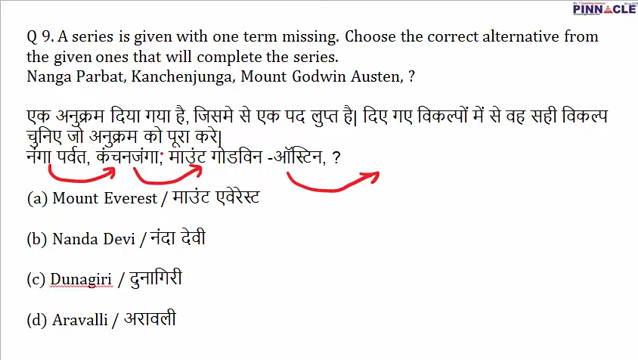 PINNACLE
Q 9. A series is given with one term missing. Choose the correct alternative from
the given ones that will complete the series.
Nanga Parbat, Kanchenjunga, Mount Godwin Austen, ?
एक अनुक्रम दिया गया है, जिसमे से एक पद लुप्त है| दिए गए विकल्पों में से वह सही विकल्प
चुनिए जो अनुक्रम को पूरा करे|
नंगा पर्वत, कंचनजंगा; माउंट गोडविन -ऑस्टिन, ?
(a) Mount Everest / माउंट एवेरेस्ट
(b) Nanda Devi / नंदा देवी
(c) Dunagiri / दुनागिरी
(d) Aravalli / अरावली